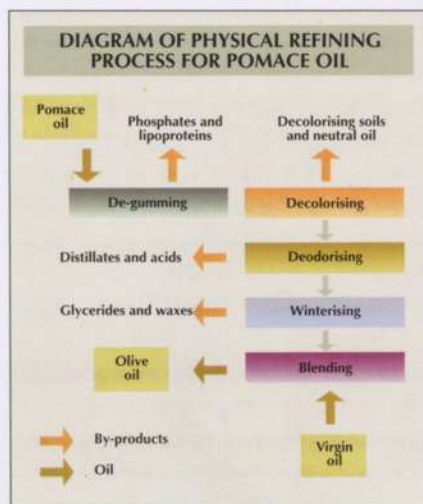 DIAGRAM OF PHYSICAL REFINING
PROCESS FOR POMACE OIL
Pomace
oil
Phosphates and
lipoproteins
Decolorising soils
and neutral oil
De-gumming
Decolorising
Distillates and acids
Deodorising
Glycerides and waxes
Winterising
Olive
oil
Blending
By-products
Oil
Virgin
oil